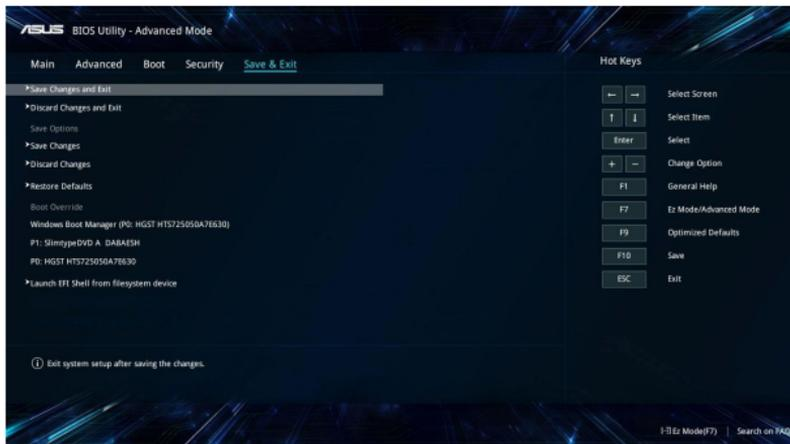 ASUS BIOS Utility - Advanced Mode
Main Advanced Boot Security Save & Exit
Save Changes and Exit
Discard Changes and Exit
Save Options
Save Changes
Discard Changes
Restore Defaults
Boot Override
Windows Boot Manager (P0: HGST HTS725050A7E630)
P1: SlimtypeDVD A DABAESH
P0: HGST HTS725050A7E630
Launch EFI Shell from filesystem device
Exit system setup after saving the changes.
Hot Keys
← → Select Screen
↑ ↓ Select Item
Enter Select
+ − Change Option
F1 General Help
F7 Ez Mode/Advanced Mode
F9 Optimized Defaults
F10 Save
ESC Exit
Ez Mode(F7) | Search on FAQ